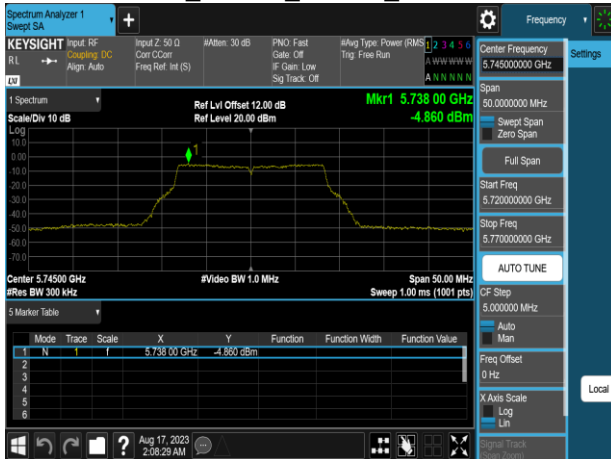 Spectrum Analyzer 1
Swept SA
+
Frequency
KEYSIGHT
RL
LXI
Input: RF
Coupling: DC
Align: Auto
Input Z: 50 Ω
Corr CCorr
Freq Ref: Int (S)
#Atten: 30 dB
PNO: Fast
Gate: Off
IF Gain: Low
Sig Track: Off
#Avg Type: Power (RMS
Trig: Free Run
1 2 3 4 5 6
A W W W W W
A N N N N N
1 Spectrum
Scale/Div 10 dB
Ref Lvl Offset 12.00 dB
Ref Level 20.00 dBm
Mkr1 5.738 00 GHz
-4.860 dBm
Log
10.0
0.00
-10.0
-20.0
-30.0
-40.0
-50.0
-60.0
-70.0
1
Center 5.74500 GHz
#Res BW 300 kHz
#Video BW 1.0 MHz
Span 50.00 MHz
Sweep 1.00 ms (1001 pts)
5 Marker Table
Mode Trace Scale X Y Function Function Width Function Value
1 N 1 f 5.738 00 GHz -4.860 dBm
2
3
4
5
6
Aug 17, 2023
2:08:29 AM
?
Center Frequency
5.745000000 GHz
Span
50.0000000 MHz
Swept Span
Zero Span
Full Span
Start Freq
5.720000000 GHz
Stop Freq
5.770000000 GHz
AUTO TUNE
CF Step
5.000000 MHz
Auto
Man
Freq Offset
0 Hz
X Axis Scale
Log
Lin
Signal Track
(Span Zoom)
Settings
Local